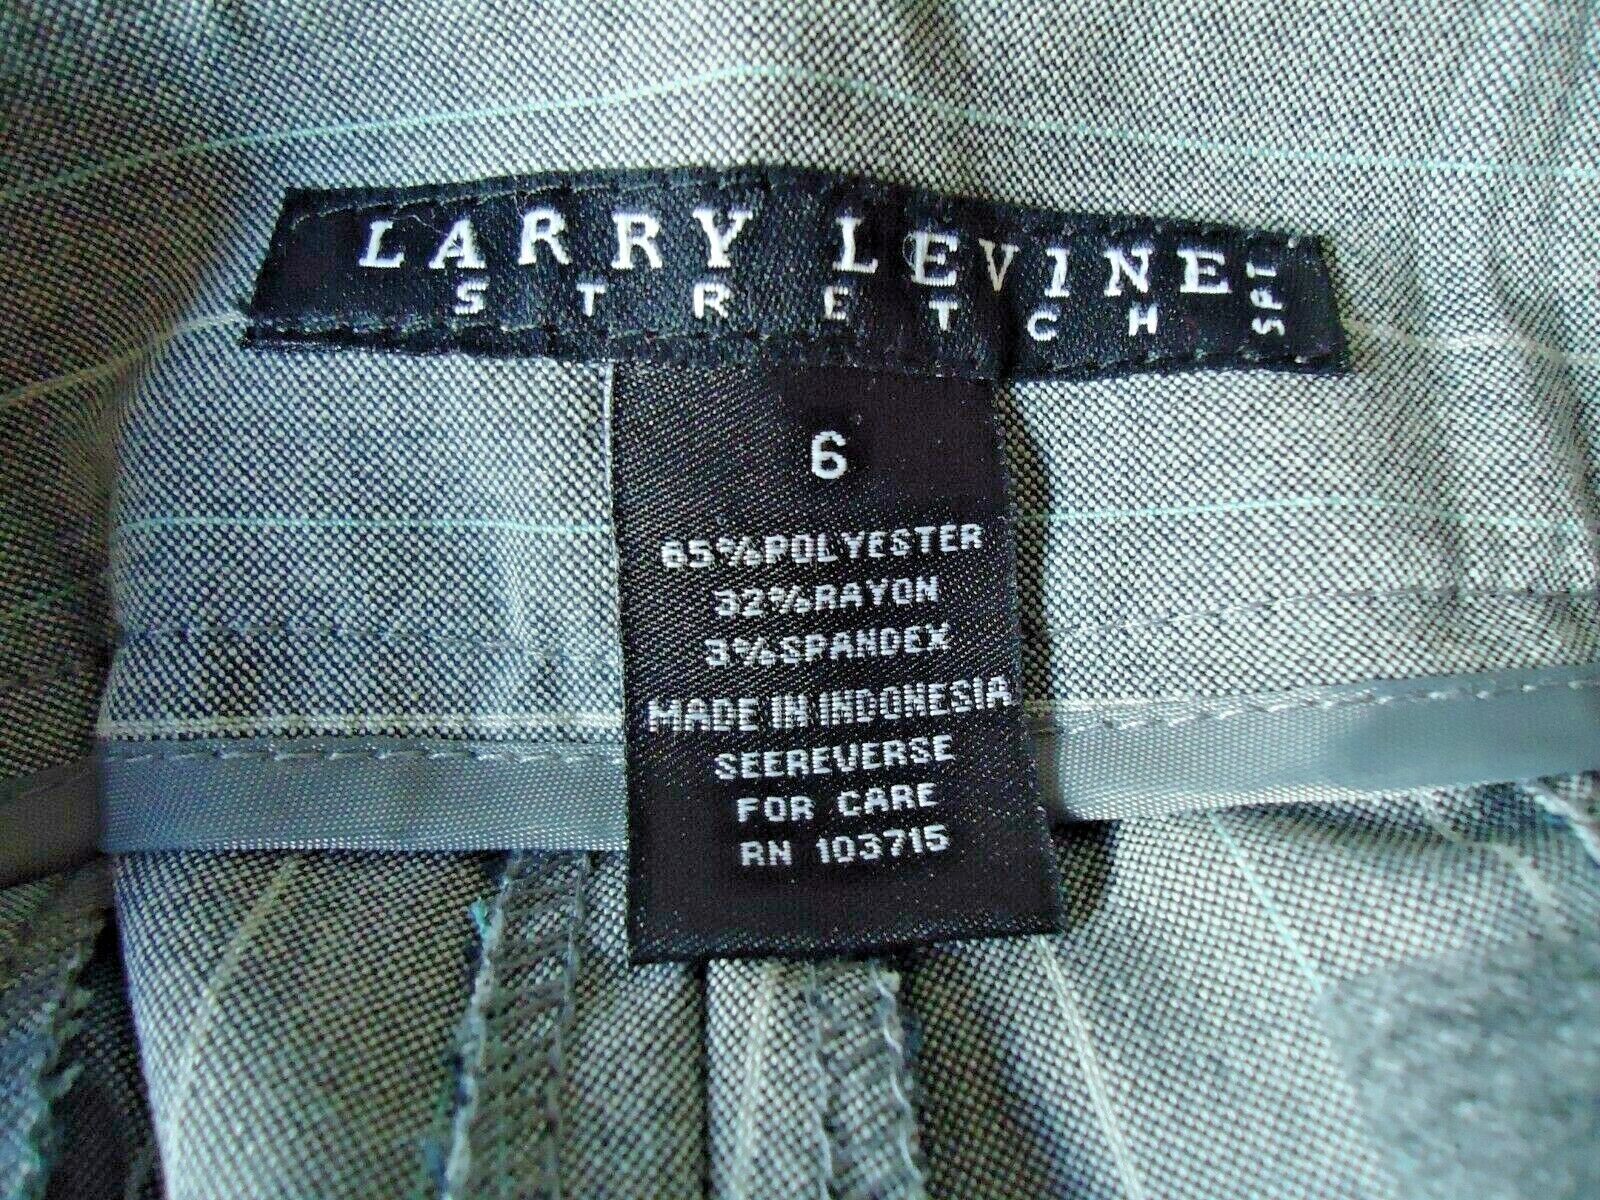 LARRY LEVINE
STRETCH
SPT
6
65%POLYESTER
32%RAYON
3%SPANDEX
MADE IN INDONESIA
SEEREVERSE
FOR CARE
RN 103715